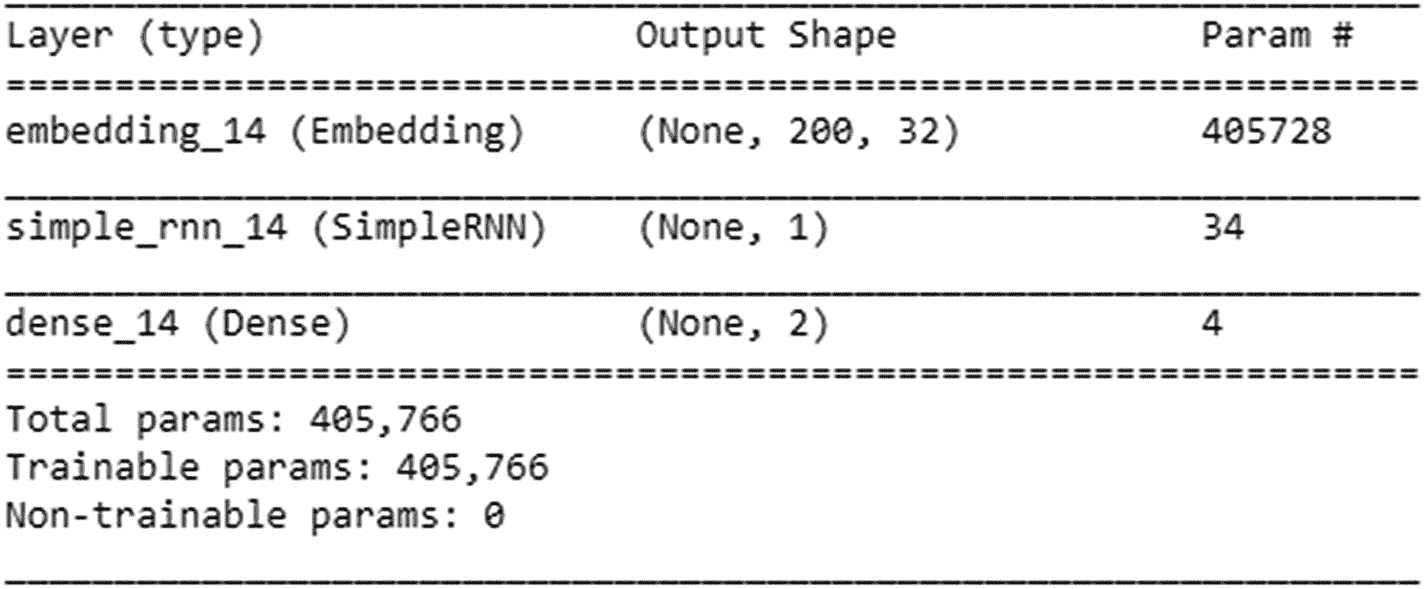 Layer (type) Output Shape Param #
embedding_14 (Embedding) (None, 200, 32) 405728
simple_rnn_14 (SimpleRNN) (None, 1) 34
dense_14 (Dense) (None, 2) 4
Total params: 405,766
Trainable params: 405,766
Non-trainable params: 0